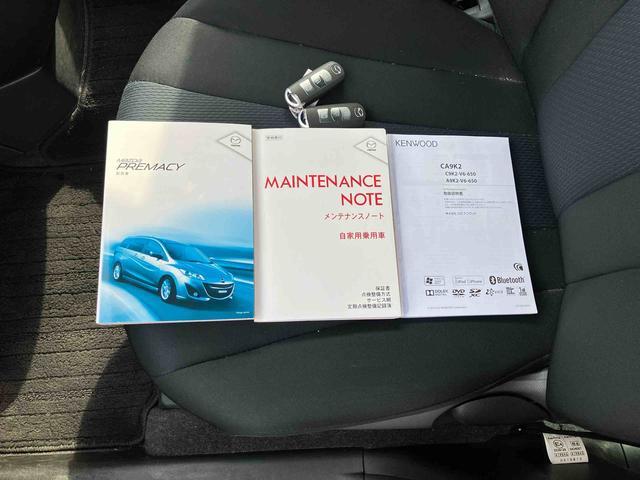 MAZDA
PREMACY
取扱書
MAINTENANCE
NOTE
メンテナンスノート
自家用乗用車
保証書
点検整備方式
サービス網
定期点検整備記録簿
KENWOOD
CA9K2
C9K2-V6-650
A9K2-V6-650
取扱説明書
Bluetooth